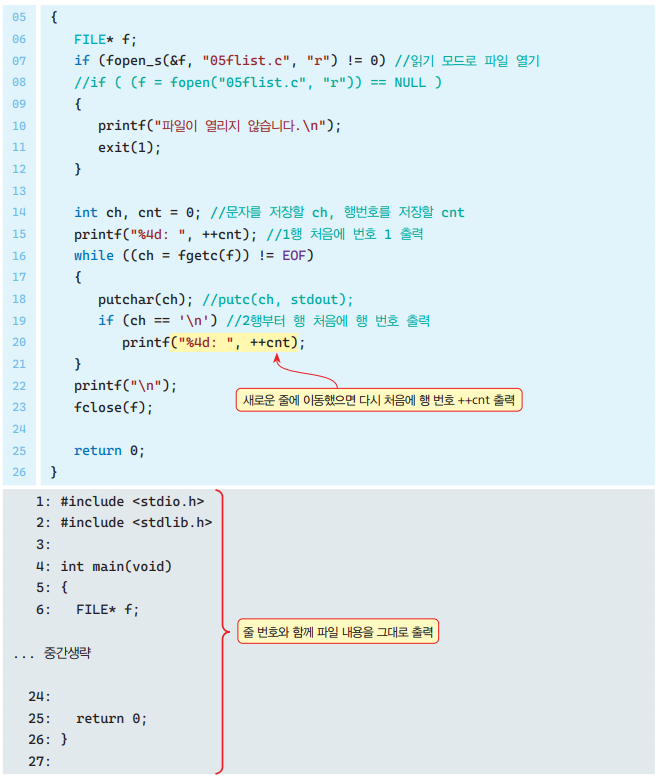 05 {
06 FILE* f;
07 if (fopen_s(&f, "05flist.c", "r") != 0) //읽기 모드로 파일 열기
08 //if ( (f = fopen("05flist.c", "r")) == NULL )
09 {
10 printf("파일이 열리지 않습니다.\n");
11 exit(1);
12 }
13
14 int ch, cnt = 0; //문자를 저장할 ch, 행번호를 저장할 cnt
15 printf("%4d: ", ++cnt); //1행 처음에 번호 1 출력
16 while ((ch = fgetc(f)) != EOF)
17 {
18 putchar(ch); //putc(ch, stdout);
19 if (ch == '\n') //2행부터 행 처음에 행 번호 출력
20 printf("%4d: ", ++cnt);
21 }
22 printf("\n");
새로운 줄에 이동했으면 다시 처음에 행 번호 ++cnt 출력
23 fclose(f);
24
25 return 0;
26 }
1: #include <stdio.h>
2: #include <stdlib.h>
3:
4: int main(void)
5: {
6: FILE* f;
줄 번호와 함께 파일 내용을 그대로 출력
... 중간생략
24:
25: return 0;
26: }
27: